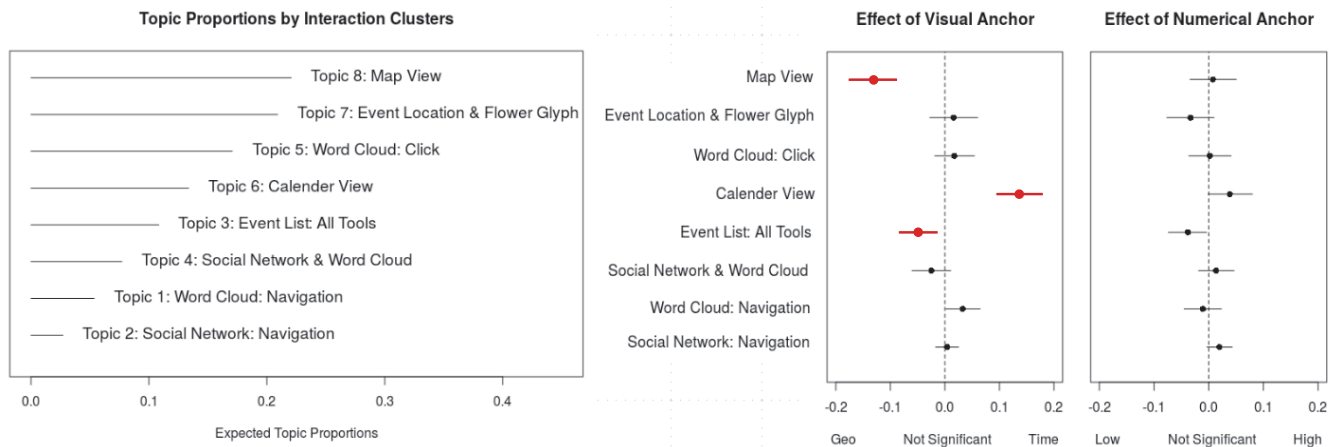 Topic Proportions by Interaction Clusters
Topic 8: Map View
Topic 7: Event Location & Flower Glyph
Topic 5: Word Cloud: Click
Topic 6: Calender View
Topic 3: Event List: All Tools
Topic 4: Social Network & Word Cloud
Topic 1: Word Cloud: Navigation
Topic 2: Social Network: Navigation
0.0 0.1 0.2 0.3 0.4
Expected Topic Proportions
Effect of Visual Anchor
Effect of Numerical Anchor
Map View
Event Location & Flower Glyph
Word Cloud: Click
Calender View
Event List: All Tools
Social Network & Word Cloud
Word Cloud: Navigation
Social Network: Navigation
-0.2 -0.1 0.0 0.1 0.2
Geo Not Significant Time
-0.2 -0.1 0.0 0.1 0.2
Low Not Significant High